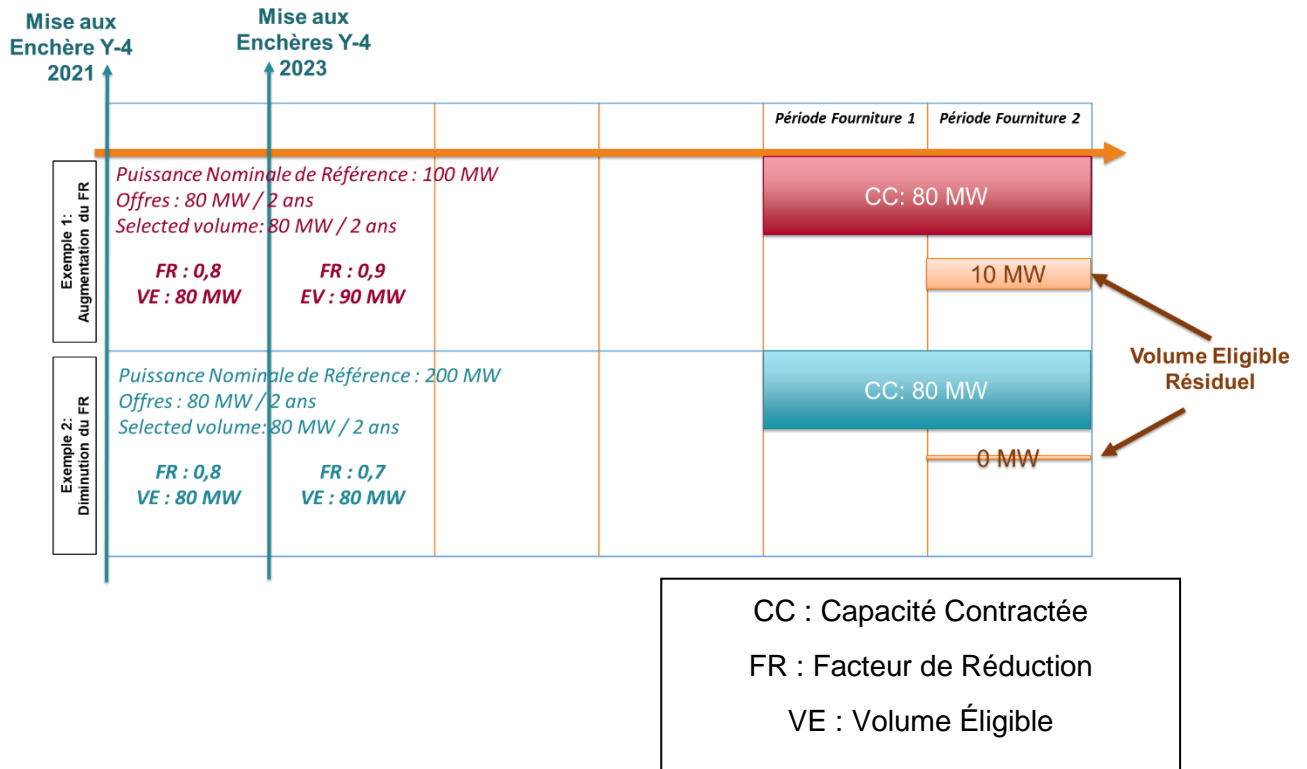 Mise aux
Enchère Y-4
2021
Mise aux
Enchères Y-4
2023
Période Fourniture 1
Période Fourniture 2
Exemple 1:
Augmentation du FR
Puissance Nominale de Référence : 100 MW
Offres : 80 MW / 2 ans
Selected volume: 80 MW / 2 ans
FR : 0,8
VE : 80 MW
FR : 0,9
EV : 90 MW
CC: 80 MW
10 MW
Exemple 2:
Diminution du FR
Puissance Nominale de Référence : 200 MW
Offres : 80 MW / 2 ans
Selected volume: 80 MW / 2 ans
FR : 0,8
VE : 80 MW
FR : 0,7
VE : 80 MW
CC: 80 MW
0 MW
Volume Eligible
Résiduel
CC : Capacité Contractée
FR : Facteur de Réduction
VE : Volume Éligible